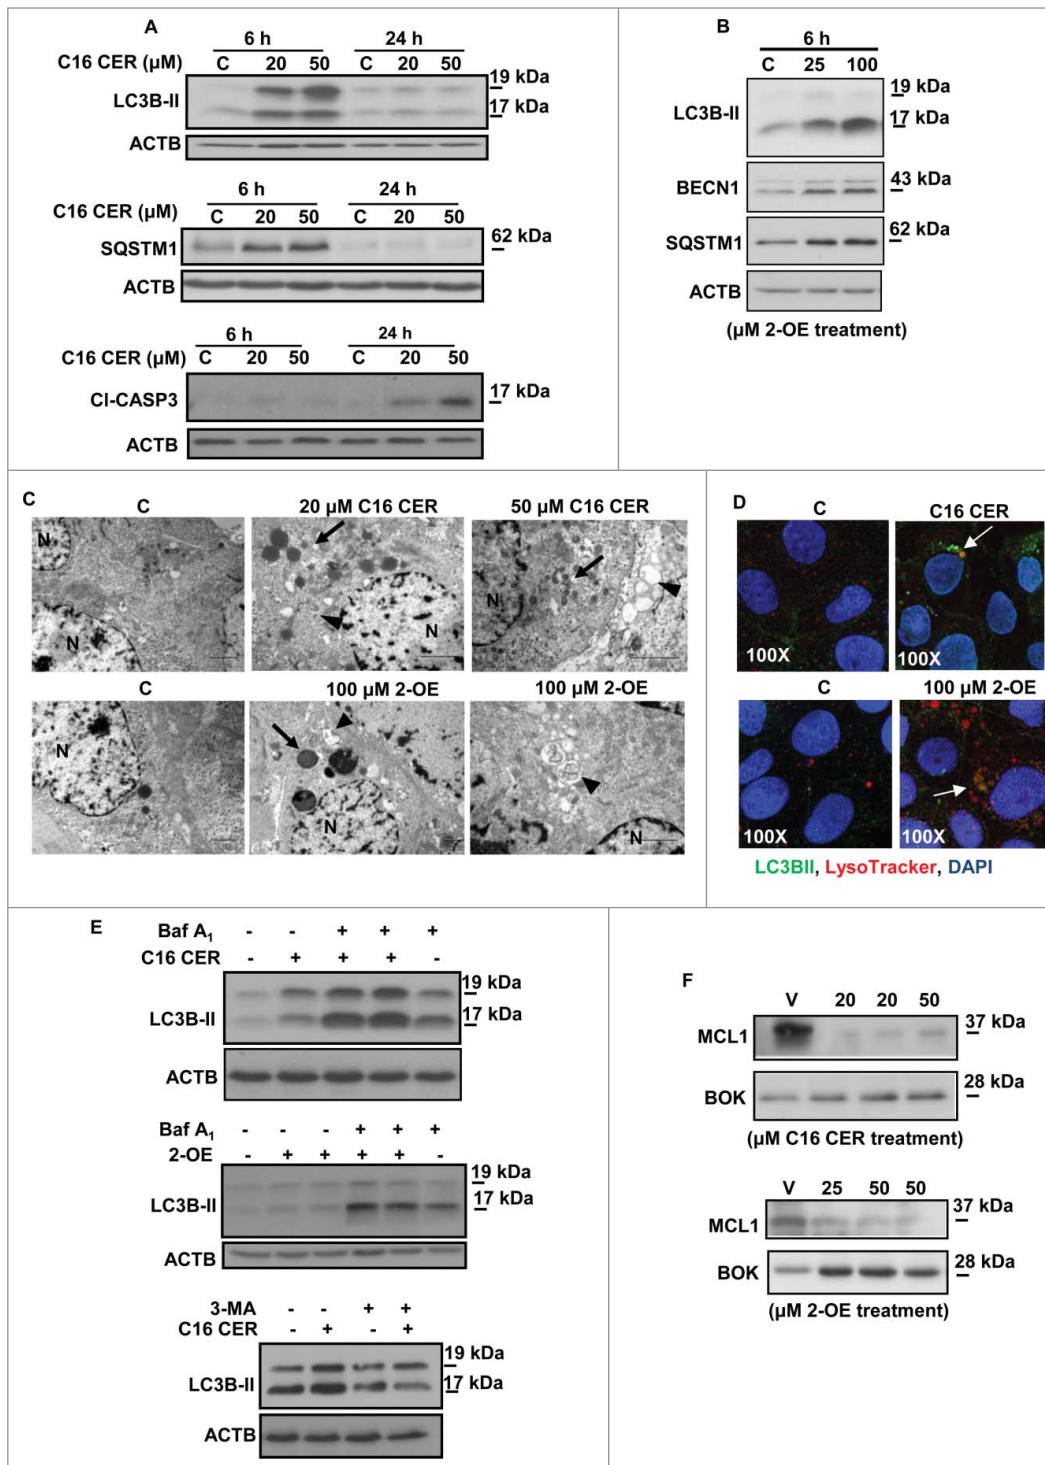 A
6 h 24 h
C16 CER (µM) C 20 50 C 20 50
19 kDa
LC3B-II
17 kDa
ACTB
6 h 24 h
C16 CER (µM) C 20 50 C 20 50
62 kDa
SQSTM1
ACTB
6 h 24 h
C16 CER (µM) C 20 50 C 20 50
17 kDa
Cl-CASP3
ACTB
B
6 h
C 25 100
19 kDa
LC3B-II
17 kDa
BECN1
43 kDa
SQSTM1
62 kDa
ACTB
(µM 2-OE treatment)
C
C 20 µM C16 CER 50 µM C16 CER
N N N N
C 100 µM 2-OE 100 µM 2-OE
N N N
D
C C16 CER
100X 100X
C 100 µM 2-OE
100X 100X
LC3BII, LysoTracker, DAPI
E
Baf A1 - - + + +
C16 CER - + + + -
19 kDa
LC3B-II
17 kDa
ACTB
Baf A1 - - - + + +
2-OE - + + + + -
19 kDa
LC3B-II
17 kDa
ACTB
3-MA - - + +
C16 CER - + - +
19 kDa
LC3B-II
17 kDa
ACTB
F
V 20 20 50
37 kDa
MCL1
28 kDa
BOK
(µM C16 CER treatment)
V 25 50 50
37 kDa
MCL1
28 kDa
BOK
(µM 2-OE treatment)